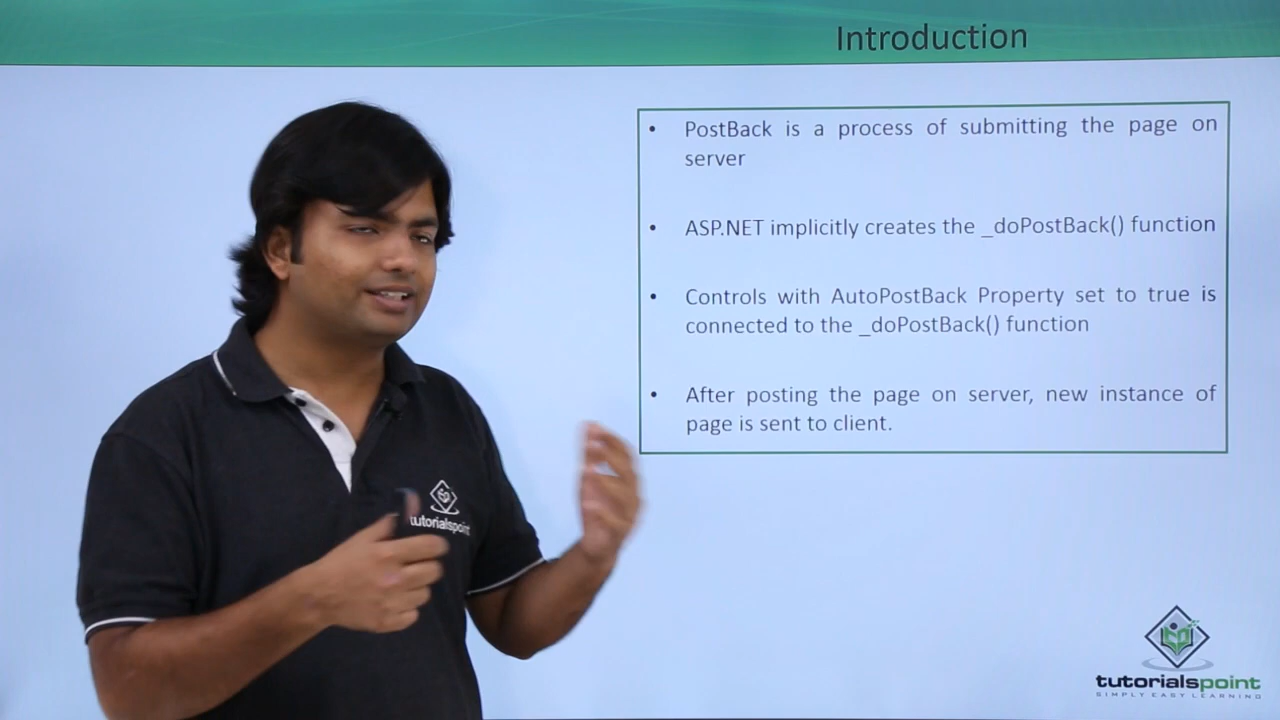 Introduction
• PostBack is a process of submitting the page on
server
• ASP.NET implicitly creates the _doPostBack() function
• Controls with AutoPostBack Property set to true is
connected to the _doPostBack() function
• After posting the page on server, new instance of
page is sent to client.
tutorialspoint
tutorialspoint
SIMPLY EASY LEARNING